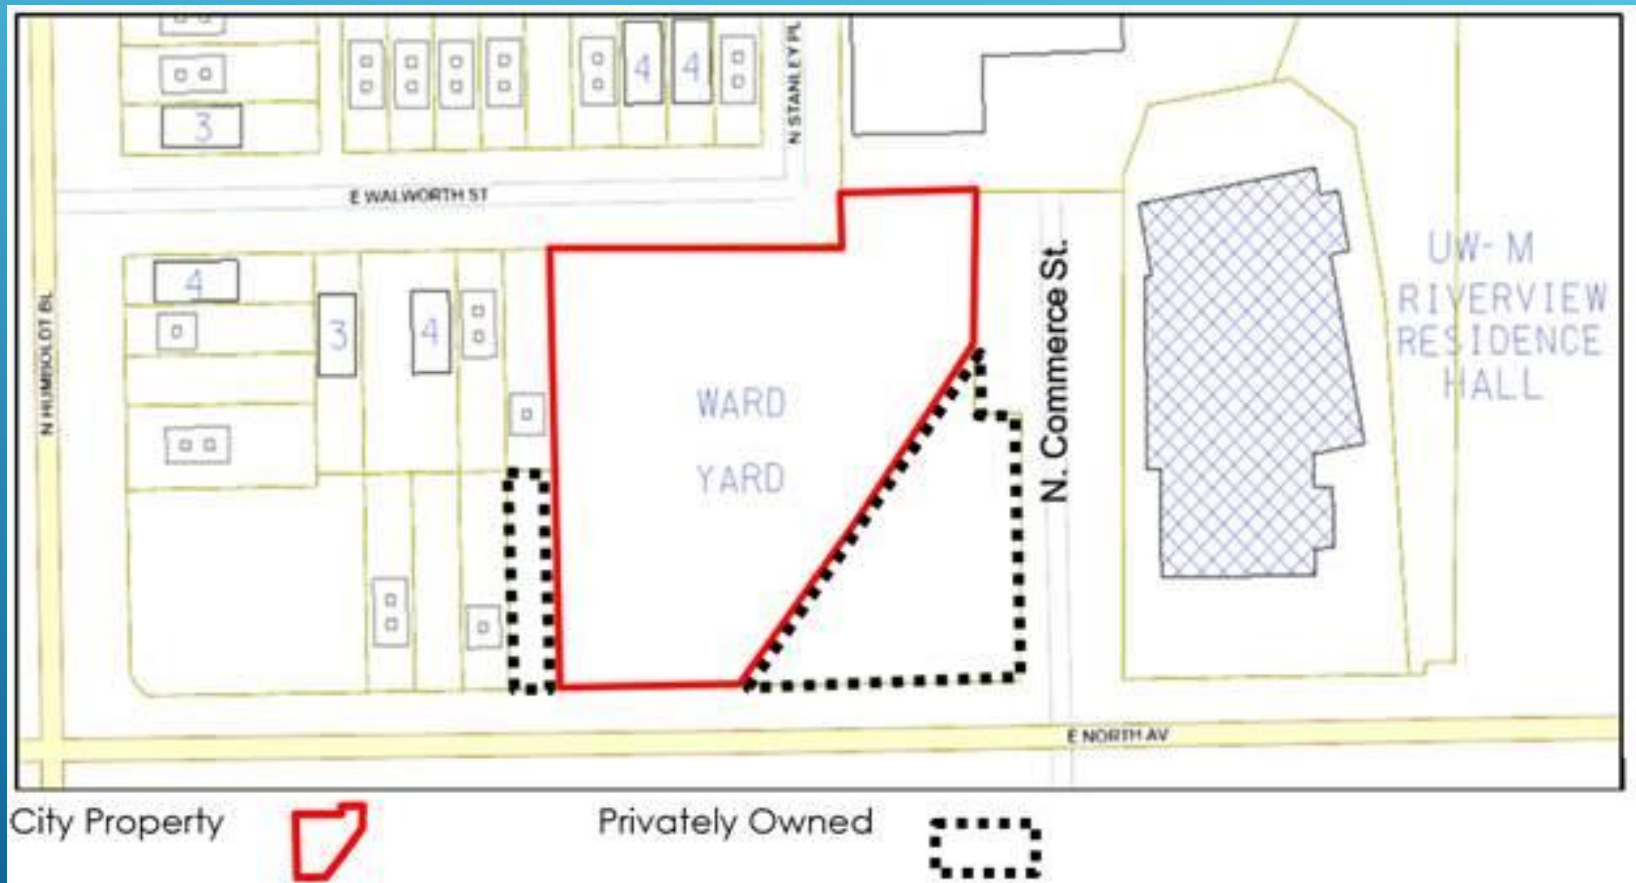 3
4
4
N STANLEY PL
E WALWORTH ST
4
3
4
N HUMBOLDT BL
WARD
YARD
N. Commerce St.
UW-M
RIVERVIEW
RESIDENCE
HALL
E NORTH AV
City Property
Privately Owned